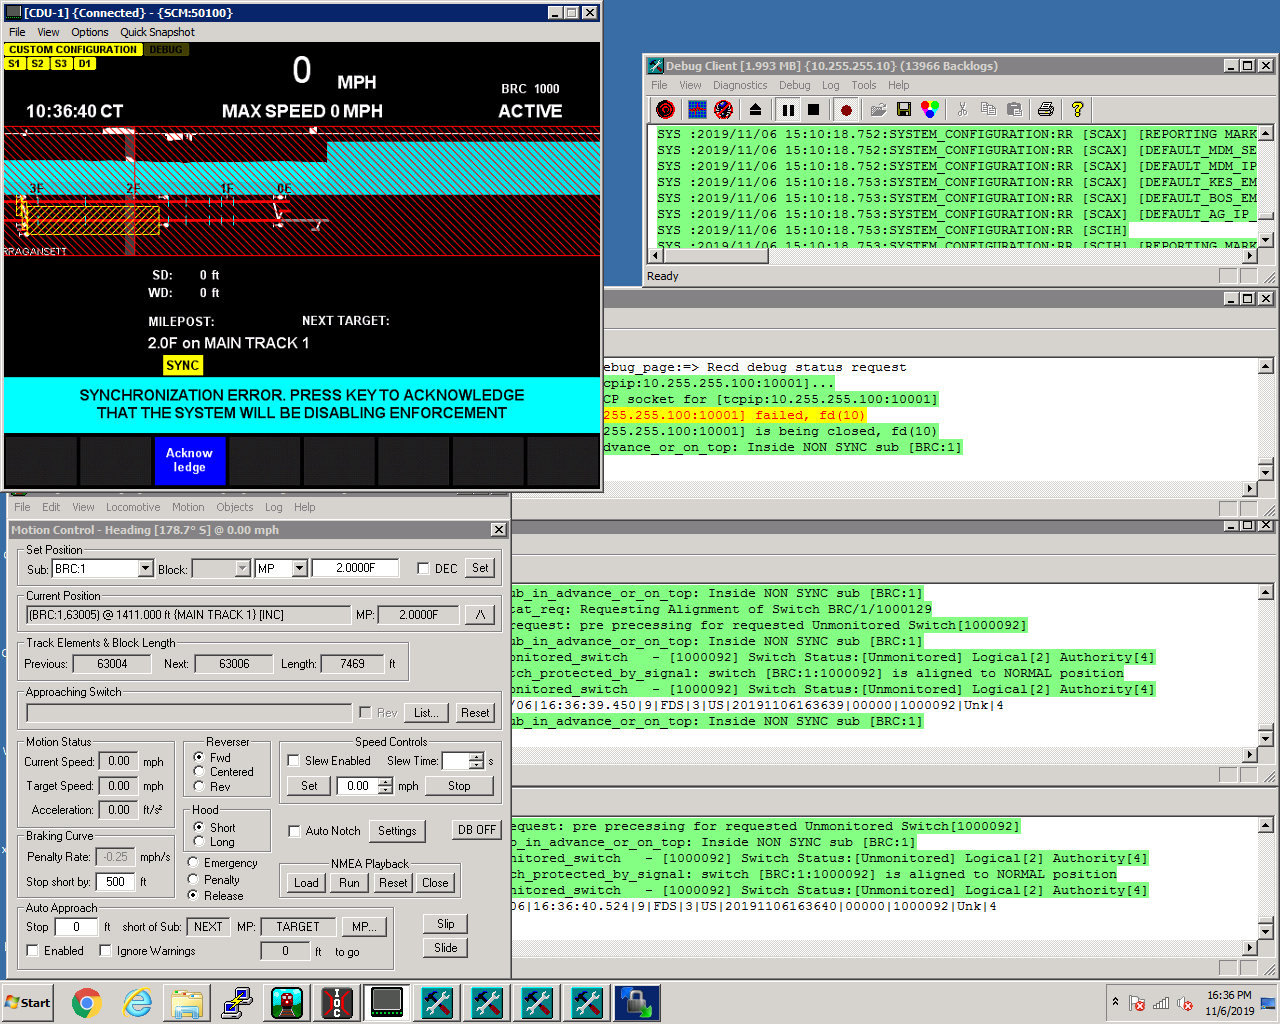 [CDU-1] {Connected} - {SCM:50100}
File View Options Quick Snapshot
CUSTOM CONFIGURATION DEBUG
S1 S2 S3 D1
0 MPH
BRC 1000
10:36:40 CT MAX SPEED 0 MPH ACTIVE
3F 2F 1F 0E
RRAGANSETT
SD: 0 ft
WD: 0 ft
MILEPOST: NEXT TARGET:
2.0F on MAIN TRACK 1
SYNC
SYNCHRONIZATION ERROR. PRESS KEY TO ACKNOWLEDGE
THAT THE SYSTEM WILL BE DISABLING ENFORCEMENT
Acknow
ledge
Debug Client [1.993 MB] {10.255.255.10} (13966 Backlogs)
File View Diagnostics Debug Log Tools Help
SYS :2019/11/06 15:10:18.752:SYSTEM_CONFIGURATION:RR [SCAX] [REPORTING MARK
SYS :2019/11/06 15:10:18.752:SYSTEM_CONFIGURATION:RR [SCAX] [DEFAULT_MDM_SE
SYS :2019/11/06 15:10:18.752:SYSTEM_CONFIGURATION:RR [SCAX] [DEFAULT_MDM_IP
SYS :2019/11/06 15:10:18.753:SYSTEM_CONFIGURATION:RR [SCAX] [DEFAULT_KES_EM
SYS :2019/11/06 15:10:18.753:SYSTEM_CONFIGURATION:RR [SCAX] [DEFAULT_BOS_EM
SYS :2019/11/06 15:10:18.753:SYSTEM_CONFIGURATION:RR [SCAX] [DEFAULT_AG_IP_
SYS :2019/11/06 15:10:18.753:SYSTEM_CONFIGURATION:RR [SCIH]
SYS :2019/11/06 15:10:18.753:SYSTEM_CONFIGURATION:RR [SCIH] [REPORTING MARK
Ready
ebug_page:=> Recd debug status request
cpip:10.255.255.100:10001]...
CP socket for [tcpip:10.255.255.100:10001]
255.255.100:10001] failed, fd(10)
255.255.100:10001] is being closed, fd(10)
dvance_or_on_top: Inside NON SYNC sub [BRC:1]
File Edit View Locomotive Motion Objects Log Help
Motion Control - Heading [178.7° S] @ 0.00 mph
Set Position
Sub: BRC:1 Block: MP 2.0000F DEC Set
Current Position
(BRC:1,63005) @ 1411.000 ft {MAIN TRACK 1} [INC] MP: 2.0000F /\
Track Elements & Block Length
Previous: 63004 Next: 63006 Length: 7469 ft
Approaching Switch
Rev List... Reset
Motion Status
Current Speed: 0.00 mph
Target Speed: 0.00 mph
Acceleration: 0.00 ft/s²
Reverser
Fwd
Centered
Rev
Speed Controls
Slew Enabled Slew Time: s
Set 0.00 mph Stop
Hood
Short
Long
Auto Notch Settings DB OFF
Braking Curve
Penalty Rate: -0.25 mph/s
Stop short by: 500 ft
Emergency
Penalty
Release
NMEA Playback
Load Run Reset Close
Auto Approach
Stop 0 ft short of Sub: NEXT MP: TARGET MP...
Enabled Ignore Warnings 0 ft to go
Slip
Slide
ub_in_advance_or_on_top: Inside NON SYNC sub [BRC:1]
tat_req: Requesting Alignment of Switch BRC/1/1000129
request: pre precessing for requested Unmonitored Switch[1000092]
ub_in_advance_or_on_top: Inside NON SYNC sub [BRC:1]
monitored_switch - [1000092] Switch Status:[Unmonitored] Logical[2] Authority[4]
tch_protected_by_signal: switch [BRC:1:1000092] is aligned to NORMAL position
monitored_switch - [1000092] Switch Status:[Unmonitored] Logical[2] Authority[4]
/06|16:36:39.450|9|FDS|3|US|20191106163639|00000|1000092|Unk|4
ub_in_advance_or_on_top: Inside NON SYNC sub [BRC:1]
equest: pre precessing for requested Unmonitored Switch[1000092]
b_in_advance_or_on_top: Inside NON SYNC sub [BRC:1]
nitored_switch - [1000092] Switch Status:[Unmonitored] Logical[2] Authority[4]
ch_protected_by_signal: switch [BRC:1:1000092] is aligned to NORMAL position
nitored_switch - [1000092] Switch Status:[Unmonitored] Logical[2] Authority[4]
06|16:36:40.524|9|FDS|3|US|20191106163640|00000|1000092|Unk|4
Start
IOC
16:36 PM
11/6/2019